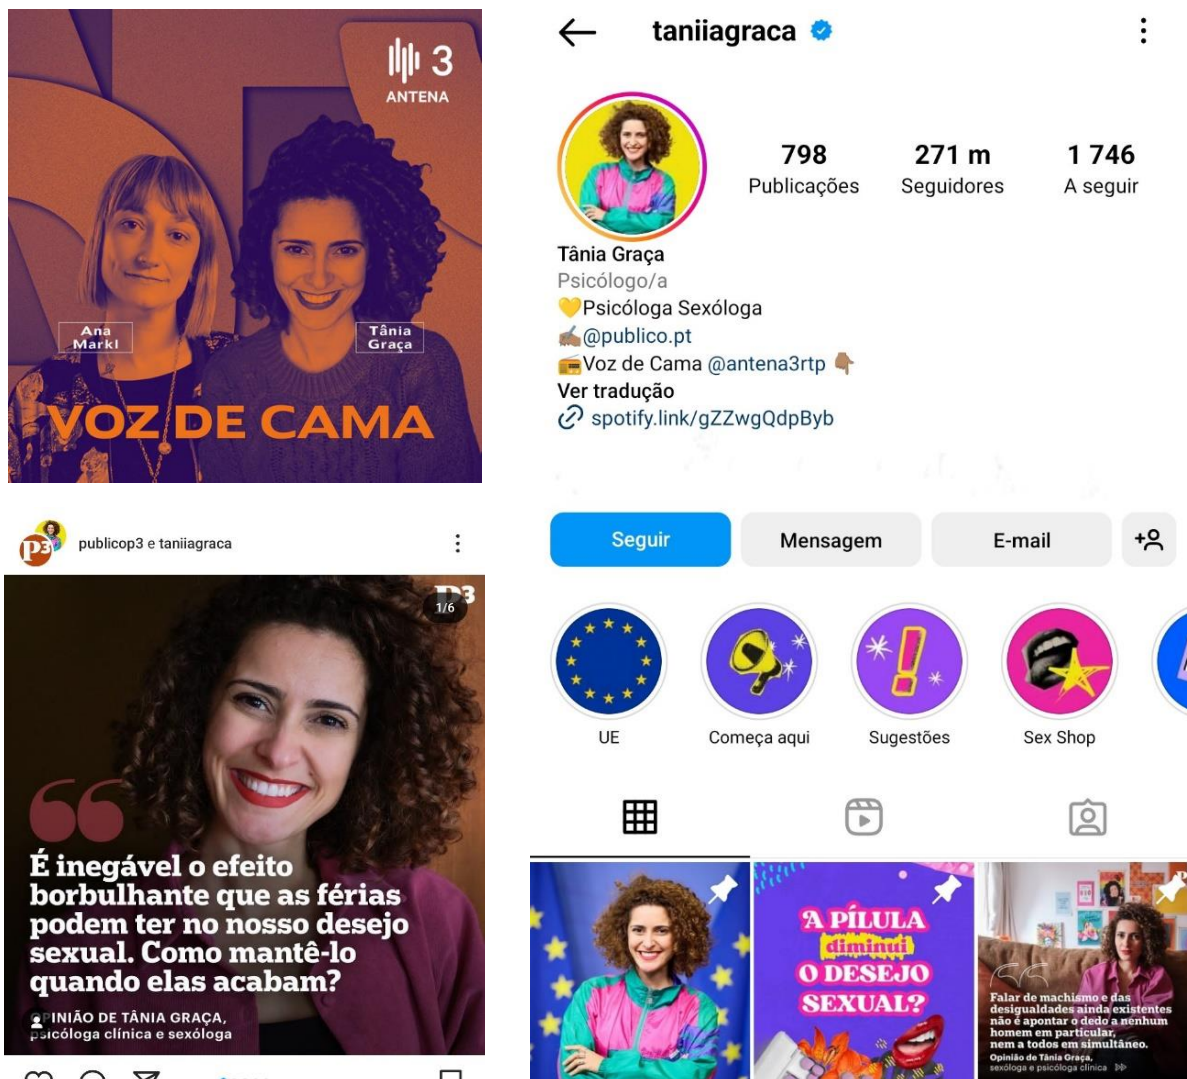 3
ANTENA
Ana
Markl
Tânia
Graça
VOZ DE CAMA
taniiagraca
798
Publicações
271 m
Seguidores
1 746
A seguir
Tânia Graça
Psicólogo/a
Psicóloga Sexóloga
@publico.pt
Voz de Cama @antena3rtp
Ver tradução
spotify.link/gZZwgQdpByb
Seguir
Mensagem
E-mail
UE
Começa aqui
Sugestões
Sex Shop
P3
publicop3 e taniiagraca
P3
1/6
É inegável o efeito
borbulhante que as férias
podem ter no nosso desejo
sexual. Como mantê-lo
quando elas acabam?
OPINIÃO DE TÂNIA GRAÇA,
psicóloga clínica e sexóloga
A PÍLULA
diminui
O DESEJO
SEXUAL?
Falar de machismo e das
desigualdades ainda existentes
não é apontar o dedo a nenhum
homem em particular,
nem a todos em simultâneo.
Opinião de Tânia Graça,
sexóloga e psicóloga clínica